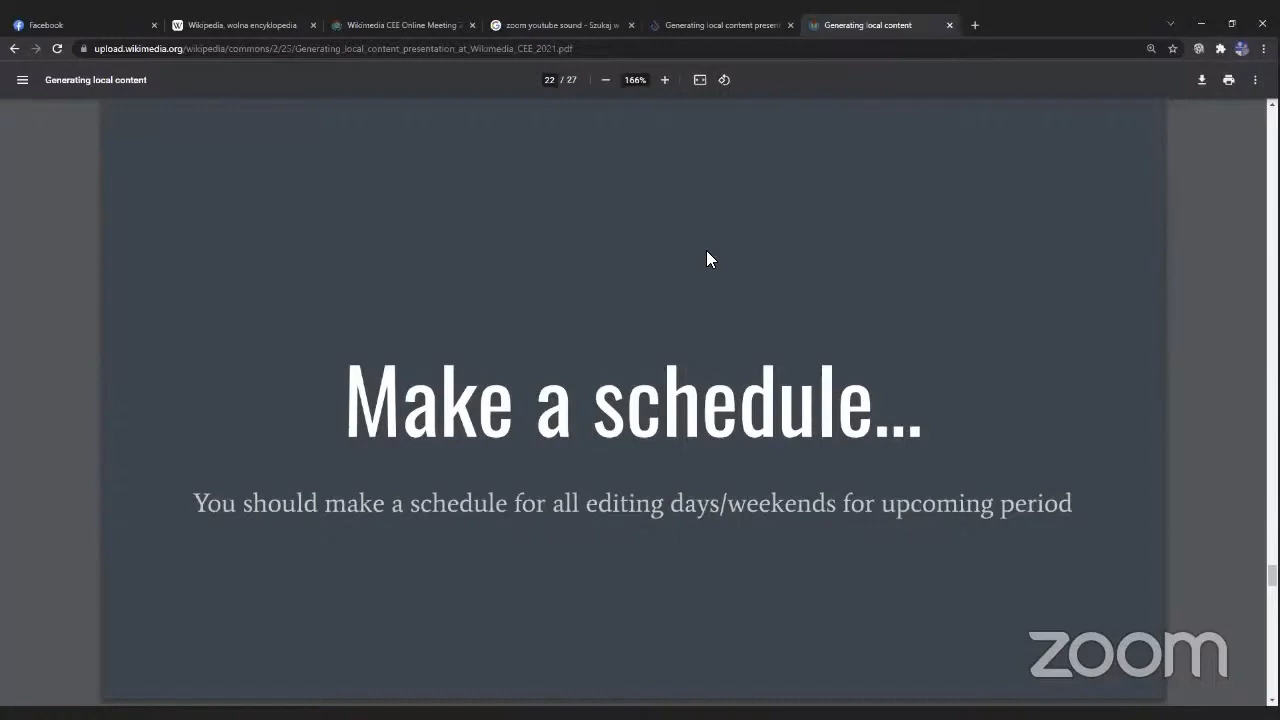 Facebook
Wikipedia, wolna encyklopedia
Wikimedia CEE Online Meeting 2
zoom youtube sound - Szukaj w
Generating local content present
Generating local content
upload.wikimedia.org/wikipedia/commons/2/25/Generating_local_content_presentation_at_Wikimedia_CEE_2021.pdf
Generating local content
22 / 27
166%
Make a schedule...
You should make a schedule for all editing days/weekends for upcoming period
zoom